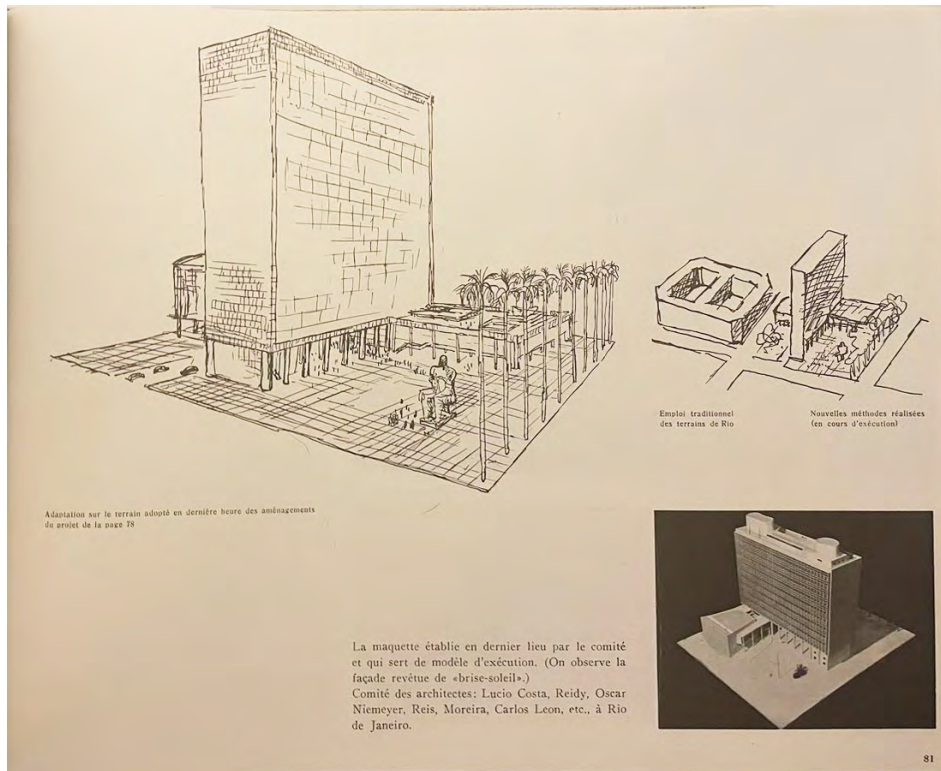 Emploi traditionnel
des terrains de Rio
Nouvelles méthodes réalisées
(en cours d'exécution)
Adaptation sur le terrain adopté en dernière heure des aménagements
du projet de la page 78
La maquette établie en dernier lieu par le comité
et qui sert de modèle d'exécution. (On observe la
façade revêtue de «brise-soleil».)
Comité des architectes: Lucio Costa, Reidy, Oscar
Niemeyer, Reis, Moreira, Carlos Leon, etc., à Rio
de Janeiro.
81